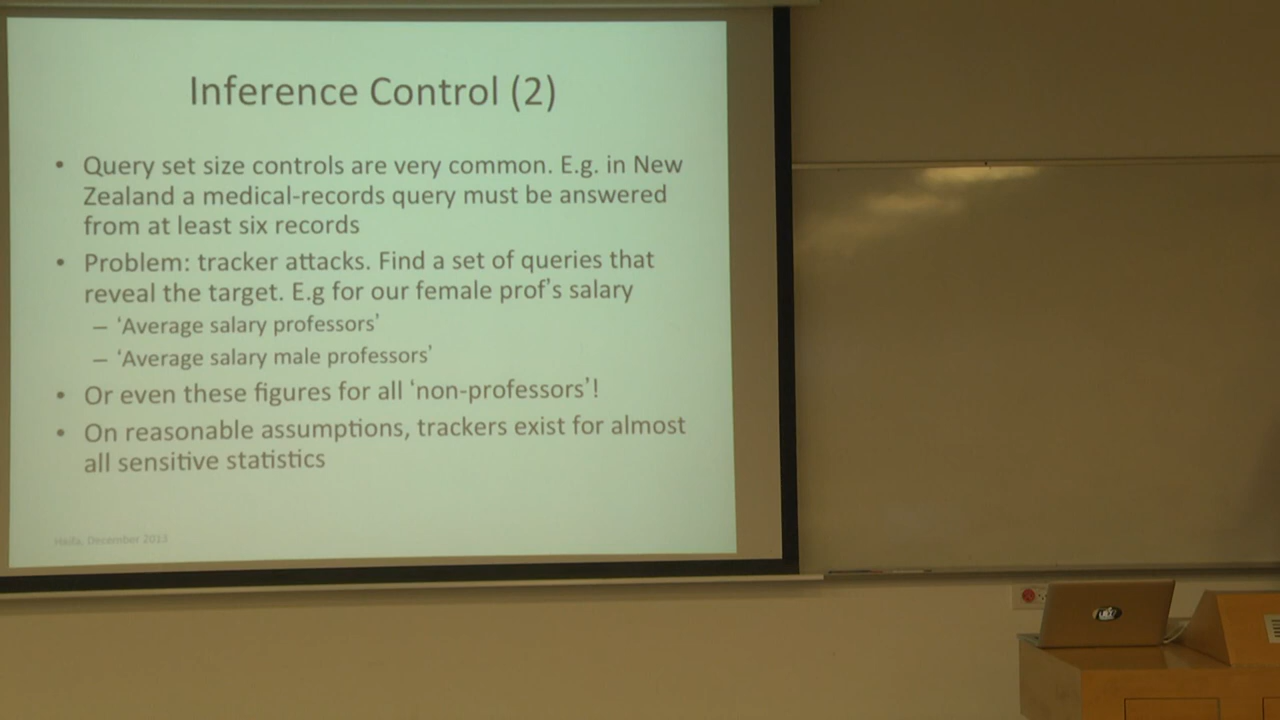 Inference Control (2)
• Query set size controls are very common. E.g. in New
Zealand a medical-records query must be answered
from at least six records
• Problem: tracker attacks. Find a set of queries that
reveal the target. E.g for our female prof's salary
– 'Average salary professors'
– 'Average salary male professors'
• Or even these figures for all 'non-professors'!
• On reasonable assumptions, trackers exist for almost
all sensitive statistics
Haifa, December 2013